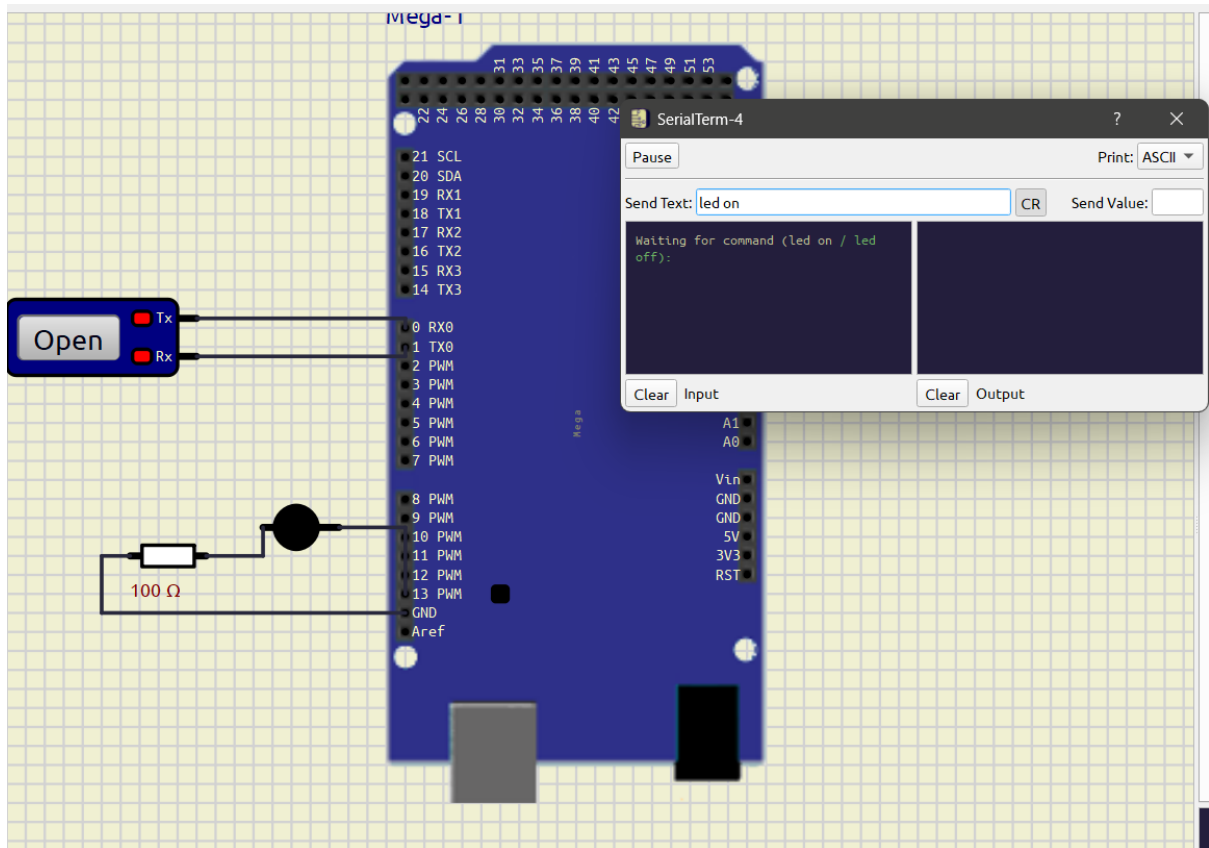 Mega-1
31 33 35 37 39 41 43 45 47 49 51 53
22 24 26 28 30 32 34 36 38 40 42
SerialTerm-4 ?
Pause Print: ASCII
Send Text: led on CR Send Value:
Waiting for command (led on / led
off):
Clear Input Clear Output
21 SCL
20 SDA
19 RX1
18 TX1
17 RX2
16 TX2
15 RX3
14 TX3
Open Tx
Rx
0 RX0
1 TX0
2 PWM
3 PWM
4 PWM
5 PWM
6 PWM
7 PWM
Mega
A1
A0
Vin
GND
GND
5V
3V3
RST
8 PWM
9 PWM
10 PWM
11 PWM
12 PWM
13 PWM
GND
Aref
100 Ω